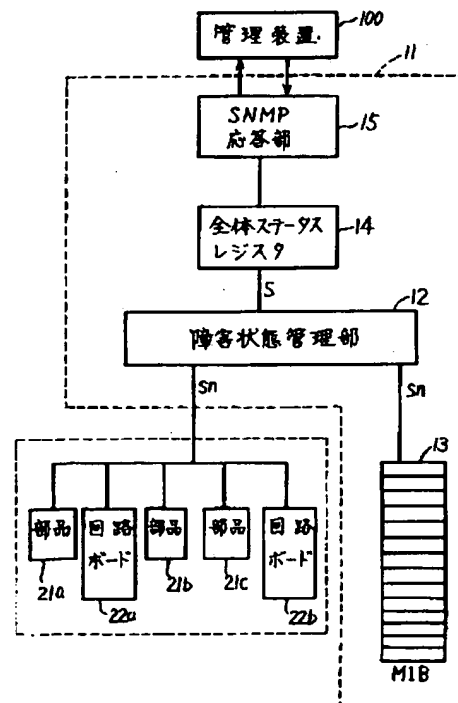 管理装置.
100
11
SNMP
応答部
15
全体ステータス
レジスタ
14
S
12
障害状態管理部
Sn
Sn
13
部品
回路
ボード
部品
部品
回路
ボード
21a
22a
21b
21c
22b
M1B